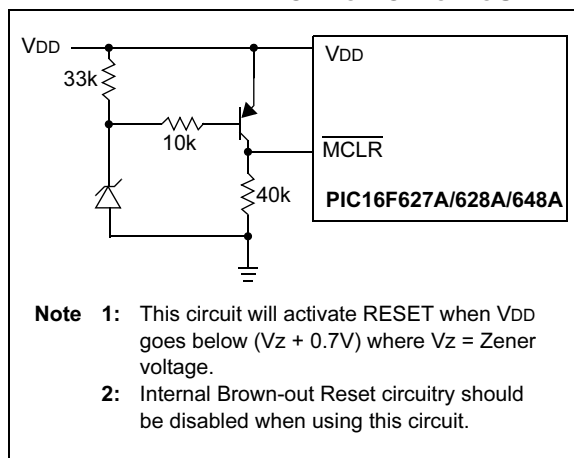 VDD
VDD
33k
10k
MCLR
40k
PIC16F627A/628A/648A
Note 1: This circuit will activate RESET when VDD
goes below (Vz + 0.7V) where Vz = Zener
voltage.
2: Internal Brown-out Reset circuitry should
be disabled when using this circuit.